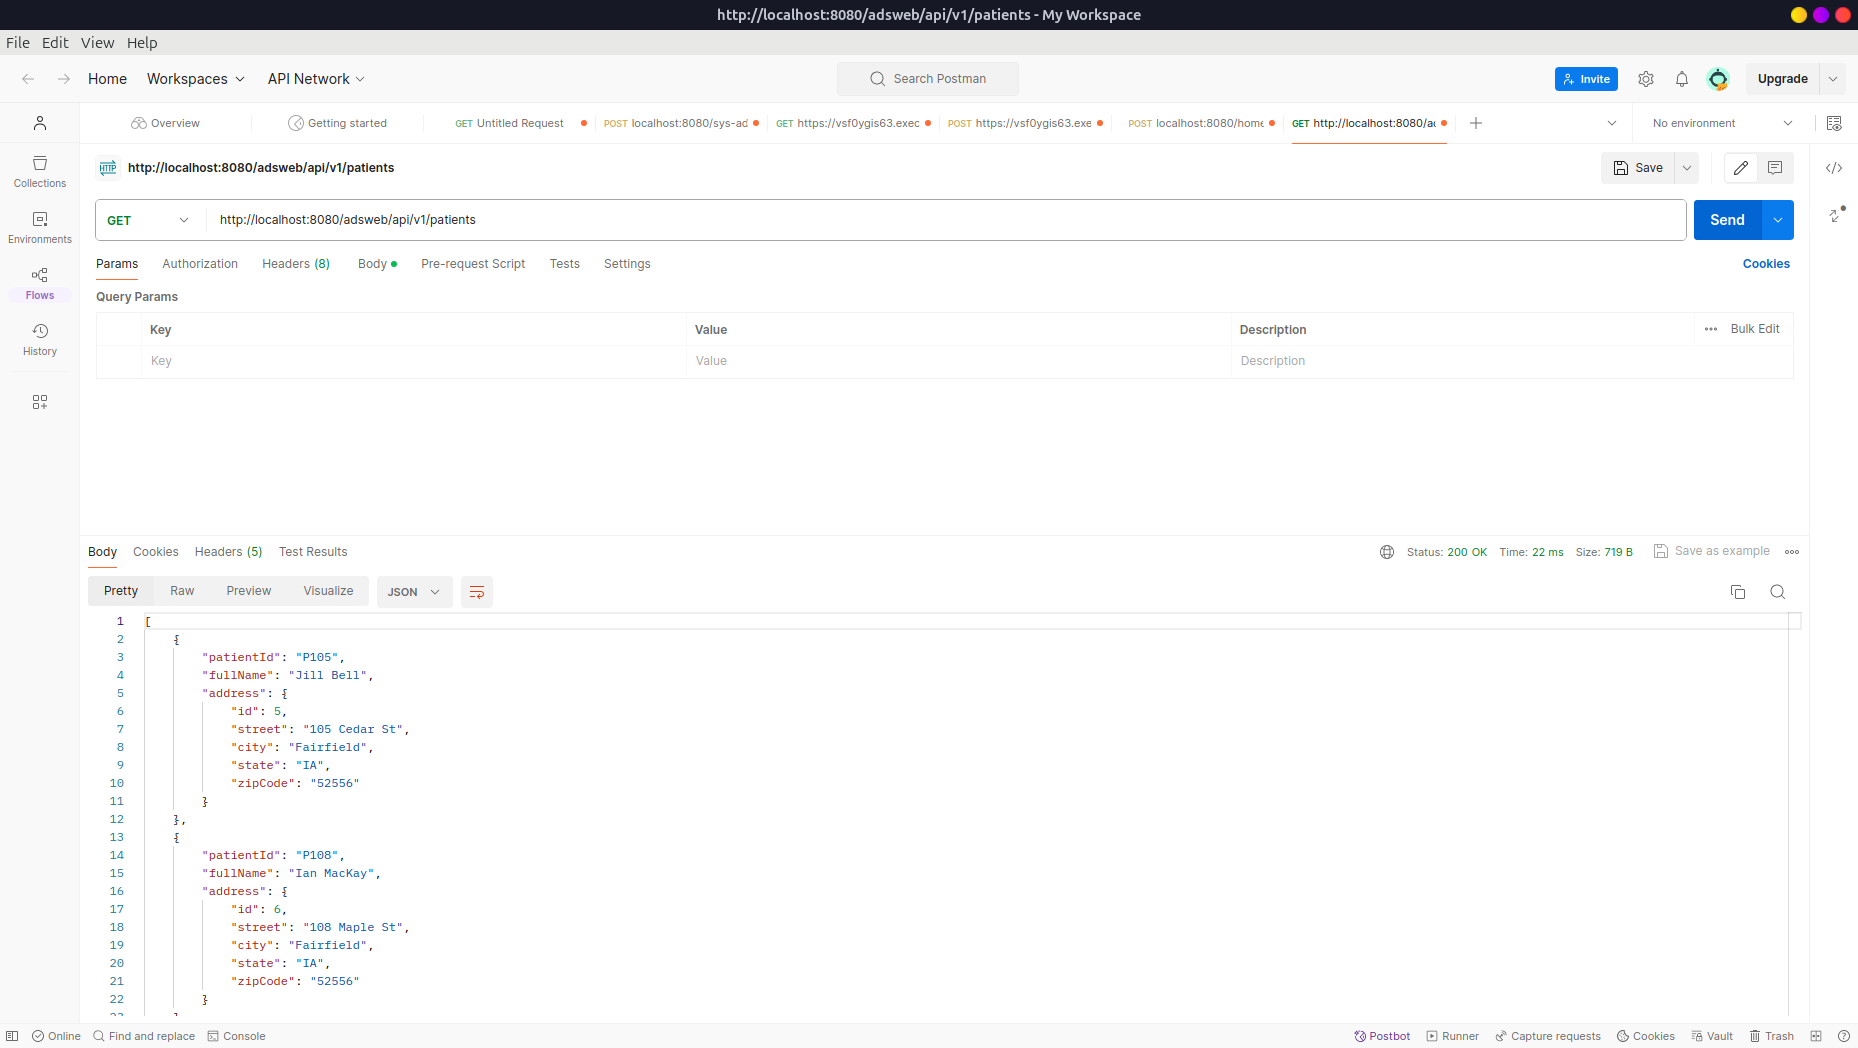 http://localhost:8080/adsweb/api/v1/patients - My Workspace
File Edit View Help
Home Workspaces API Network Search Postman Invite Upgrade
Overview Getting started GET Untitled Request POST localhost:8080/sys-ad GET https://vsf0ygis63.exec POST https://vsf0ygis63.exe POST localhost:8080/home GET http://localhost:8080/ad No environment
Collections
Environments
Flows
History
HTTP http://localhost:8080/adsweb/api/v1/patients Save
GET http://localhost:8080/adsweb/api/v1/patients Send
Params Authorization Headers (8) Body Pre-request Script Tests Settings Cookies
Query Params
Key Value Description Bulk Edit
Key Value Description
Body Cookies Headers (5) Test Results Status: 200 OK Time: 22 ms Size: 719 B Save as example
Pretty Raw Preview Visualize JSON
1 [
2 {
3 "patientId": "P105",
4 "fullName": "Jill Bell",
5 "address": {
6 "id": 5,
7 "street": "105 Cedar St",
8 "city": "Fairfield",
9 "state": "IA",
10 "zipCode": "52556"
11 }
12 },
13 {
14 "patientId": "P108",
15 "fullName": "Ian MacKay",
16 "address": {
17 "id": 6,
18 "street": "108 Maple St",
19 "city": "Fairfield",
20 "state": "IA",
21 "zipCode": "52556"
22 }
Online Find and replace Console Postbot Runner Capture requests Cookies Vault Trash